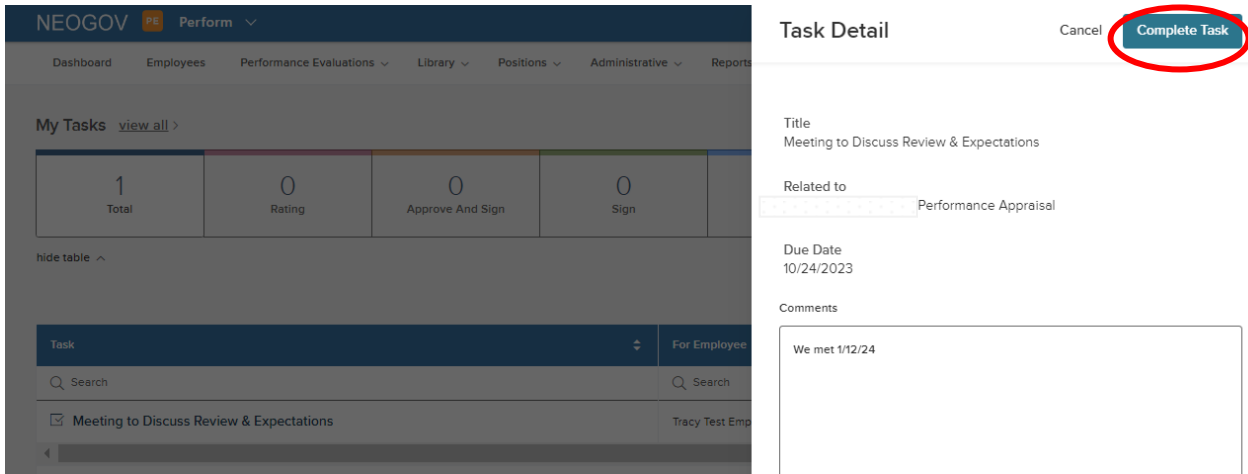 NEOGOV PE Perform
Dashboard Employees Performance Evaluations Library Positions Administrative Reports
My Tasks view all >
1
Total
0
Rating
0
Approve And Sign
0
Sign
hide table
Task For Employee
Search Search
Meeting to Discuss Review & Expectations Tracy Test Emp
Task Detail Cancel Complete Task
Title
Meeting to Discuss Review & Expectations
Related to
Performance Appraisal
Due Date
10/24/2023
Comments
We met 1/12/24